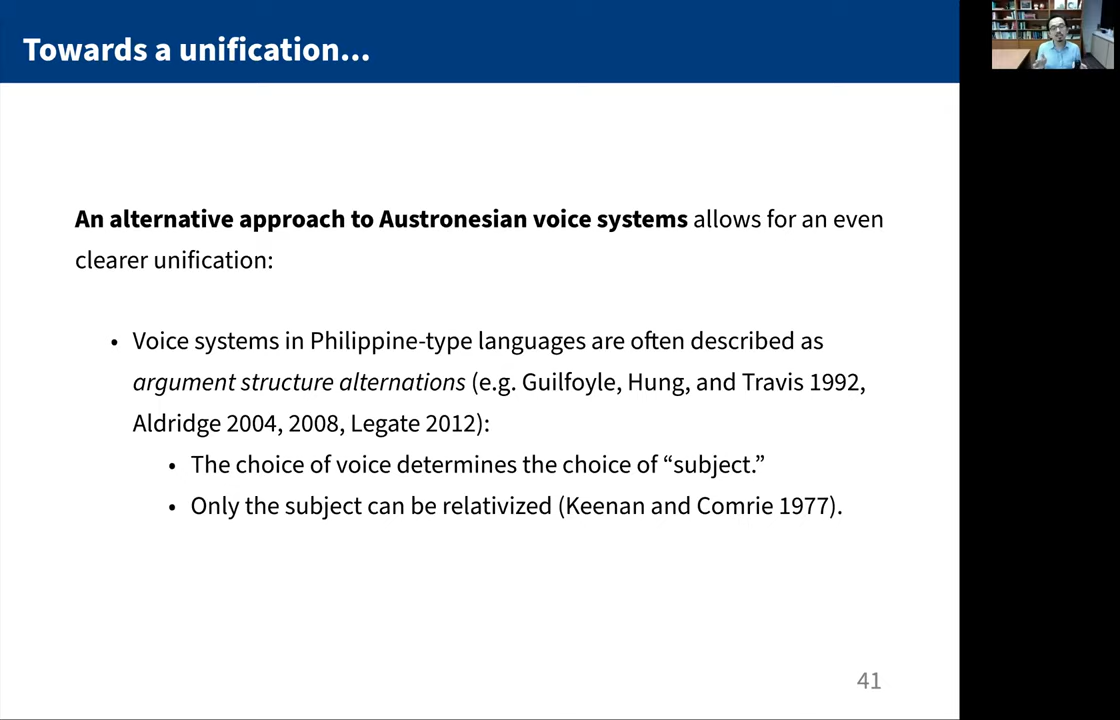 Towards a unification...
An alternative approach to Austronesian voice systems allows for an even
clearer unification:
• Voice systems in Philippine-type languages are often described as
argument structure alternations (e.g. Guilfoyle, Hung, and Travis 1992,
Aldridge 2004, 2008, Legate 2012):
• The choice of voice determines the choice of “subject.”
• Only the subject can be relativized (Keenan and Comrie 1977).
41